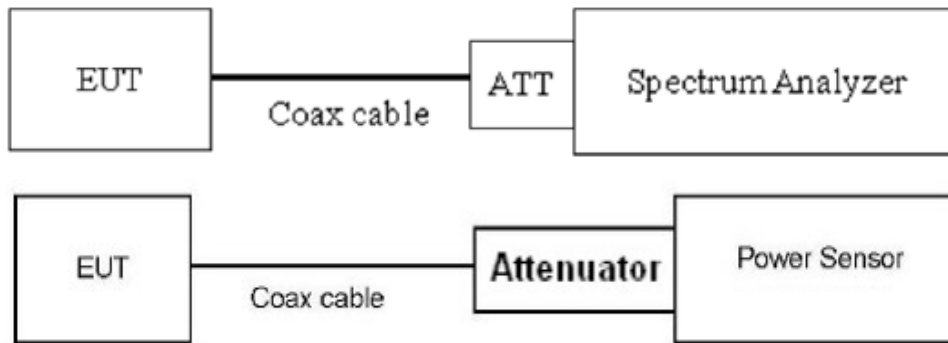 EUT
Coax cable
ATT
Spectrum Analyzer
EUT
Coax cable
Attenuator
Power Sensor